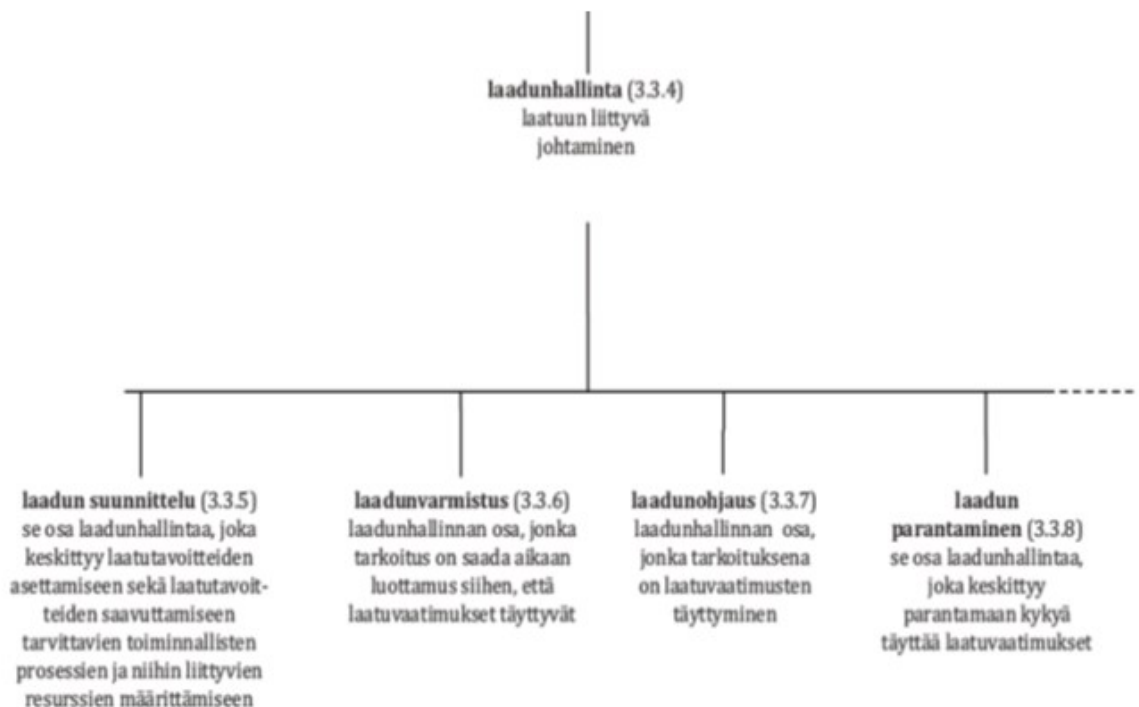 laadunhallinta (3.3.4)
laatuun liittyvä
johtaminen
laadun suunnittelu (3.3.5)
se osa laadunhallintaa, joka
keskittyy laatutavoitteiden
asettamiseen sekä laatutavoit-
teiden saavuttamiseen
tarvittavien toiminnallisten
prosessien ja niihin liittyvien
resurssien määrittämiseen
laadunvarmistus (3.3.6)
laadunhallinnan osa, jonka
tarkoitus on saada aikaan
luottamus siihen, että
laatuvaatimukset täyttyvät
laadunohjaus (3.3.7)
laadunhallinnan osa,
jonka tarkoituksena
on laatuvaatimusten
täyttyminen
laadun
parantaminen (3.3.8)
se osa laadunhallintaa,
joka keskittyy
parantamaan kykyä
täyttää laatuvaatimukset